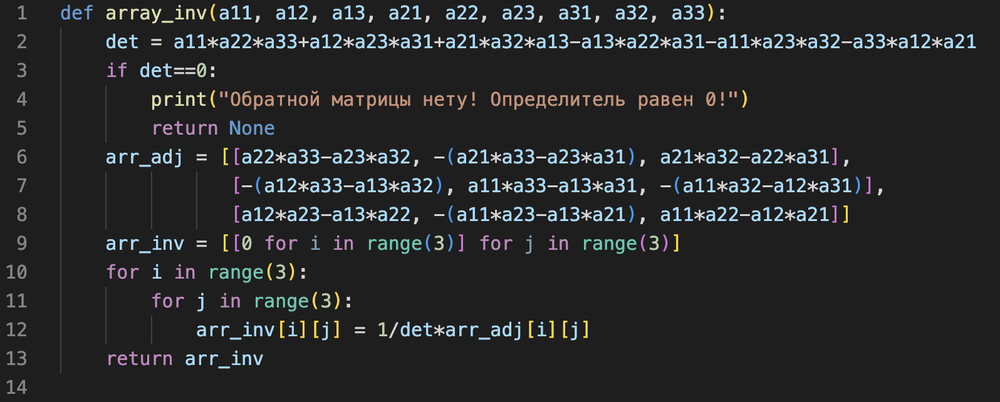 1 def array_inv(a11, a12, a13, a21, a22, a23, a31, a32, a33):
2     det = a11*a22*a33+a12*a23*a31+a21*a32*a13-a13*a22*a31-a11*a23*a32-a33*a12*a21
3     if det==0:
4         print("Обратной матрицы нету! Определитель равен 0!")
5         return None
6     arr_adj = [[a22*a33-a23*a32, -(a21*a33-a23*a31), a21*a32-a22*a31],
7                [-(a12*a33-a13*a32), a11*a33-a13*a31, -(a11*a32-a12*a31)],
8                [a12*a23-a13*a22, -(a11*a23-a13*a21), a11*a22-a12*a21]]
9     arr_inv = [[0 for i in range(3)] for j in range(3)]
10     for i in range(3):
11         for j in range(3):
12             arr_inv[i][j] = 1/det*arr_adj[i][j]
13     return arr_inv
14